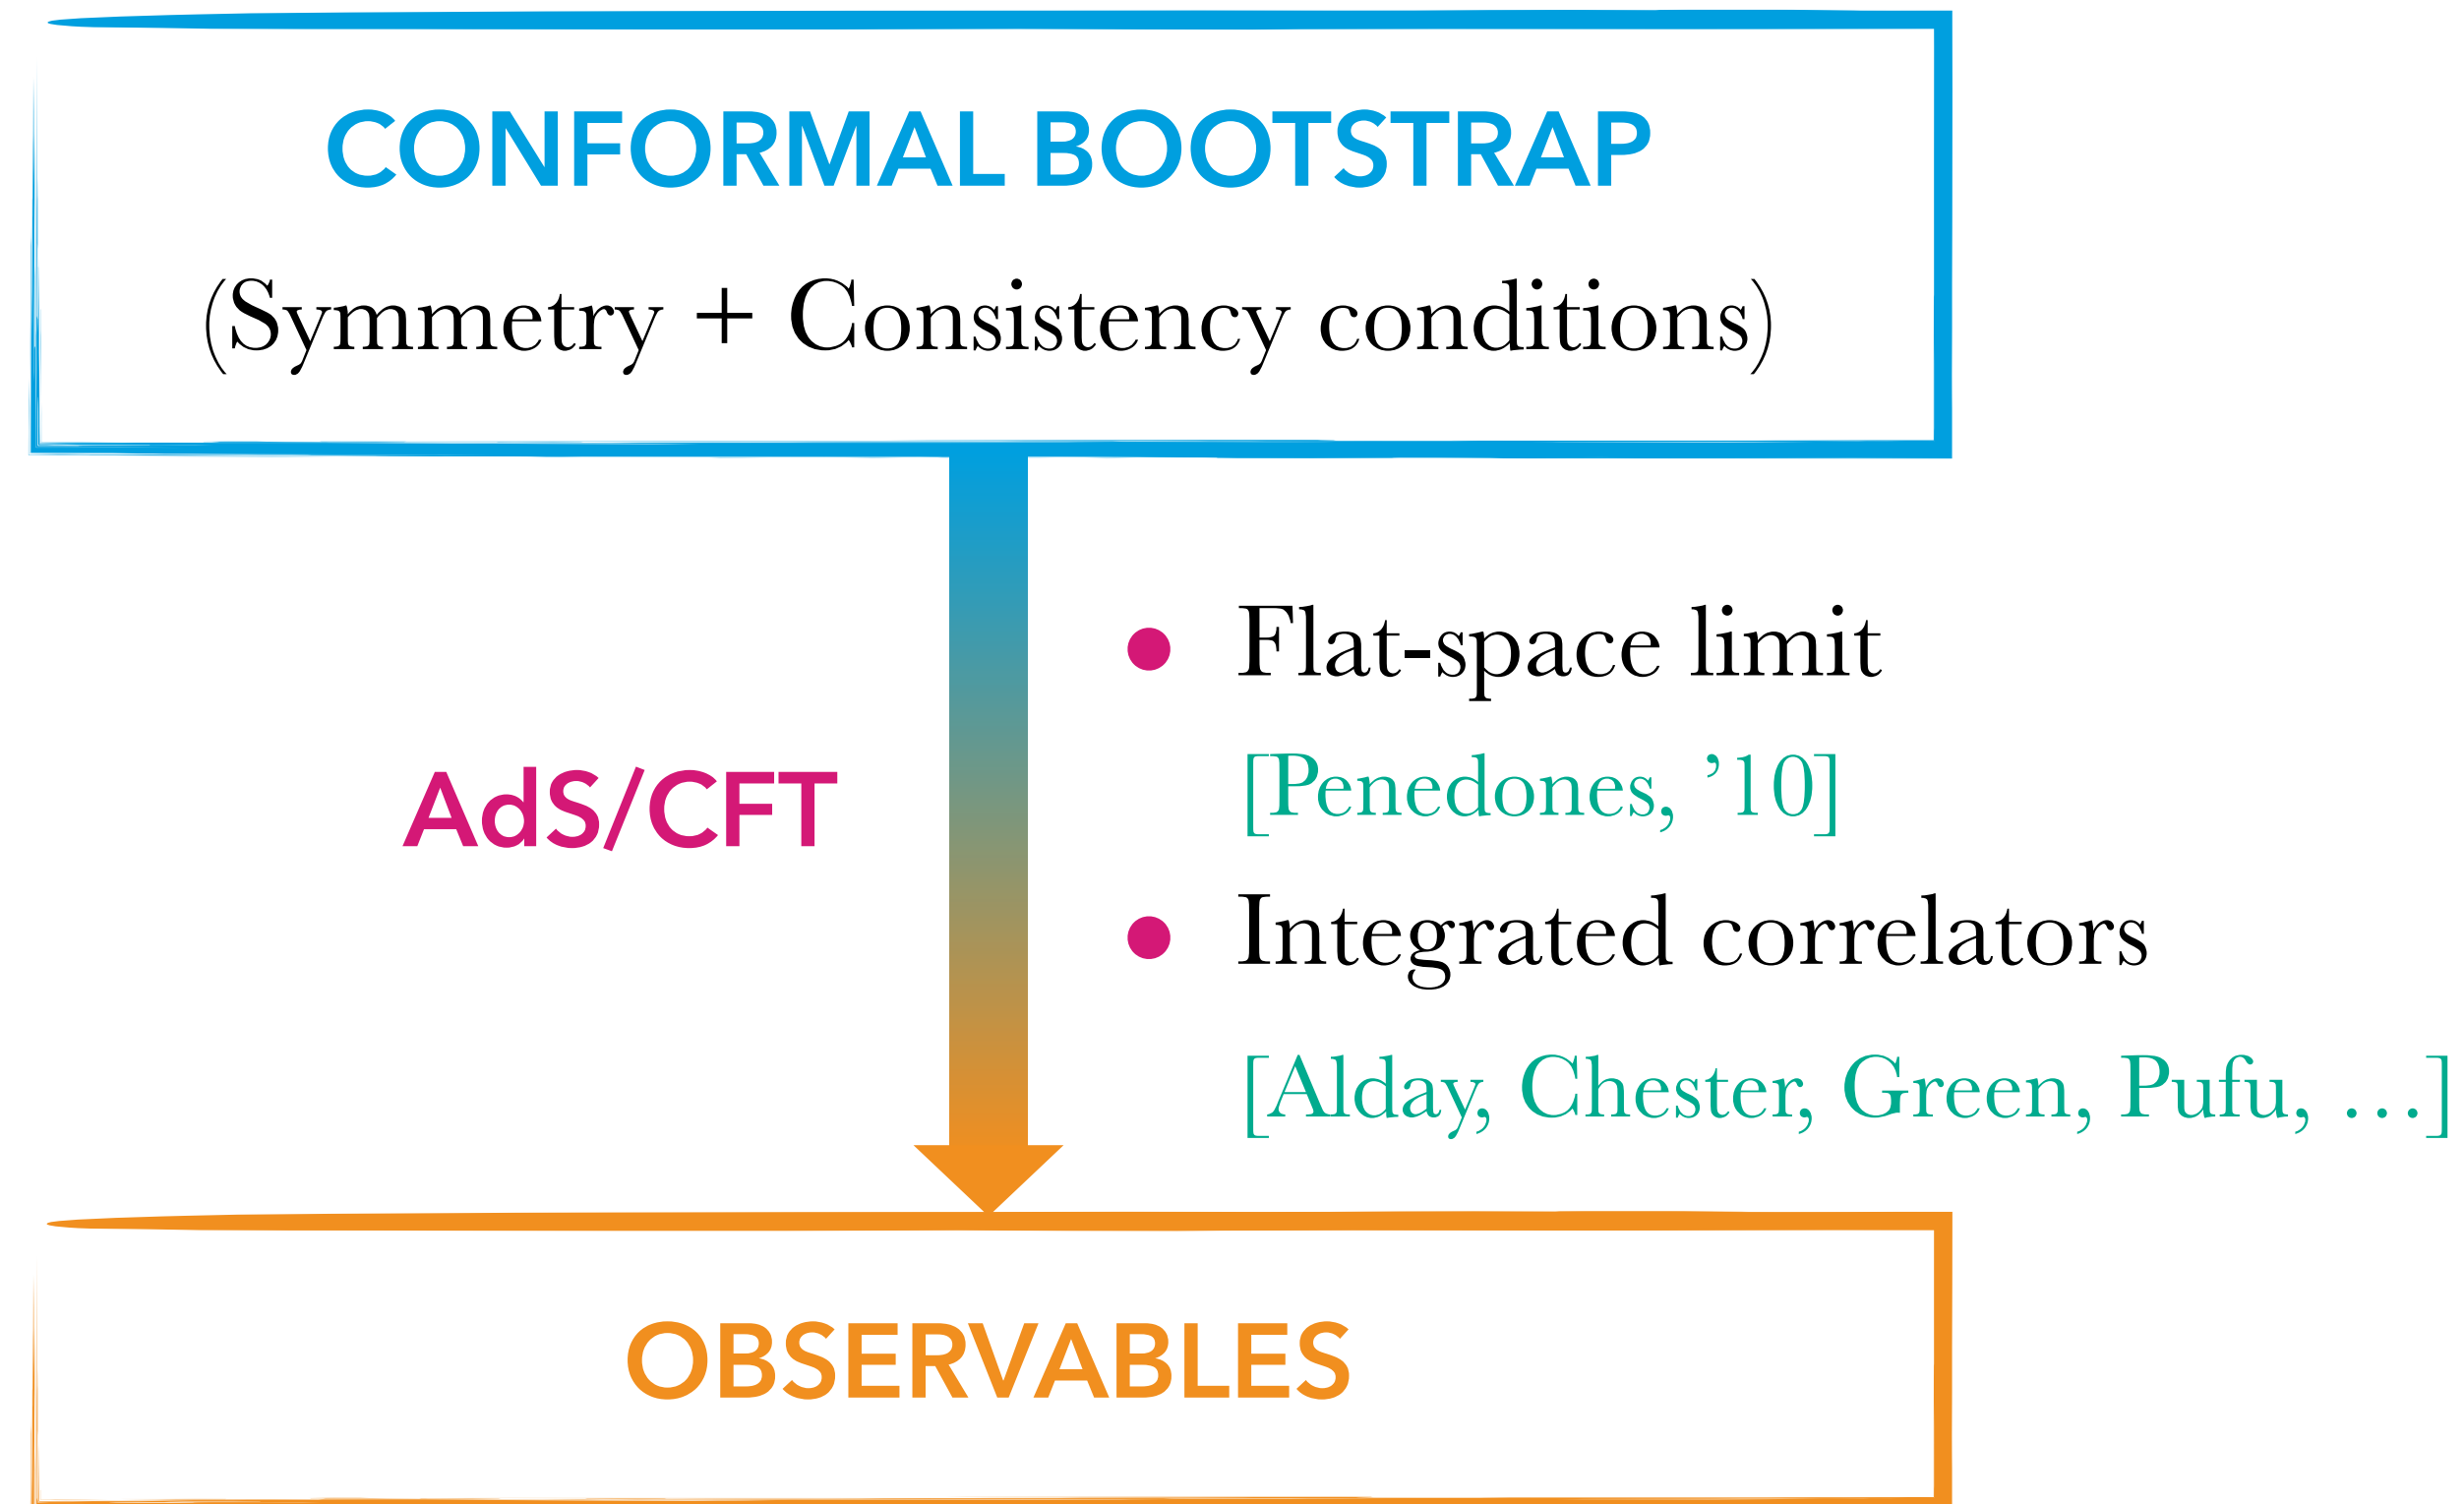 CONFORMAL BOOTSTRAP
(Symmetry + Consistency conditions)
Flat-space limit
[Penedones, ’10]
AdS/CFT
Integrated correlators
[Alday, Chester, Green, Pufu, ...]
OBSERVABLES